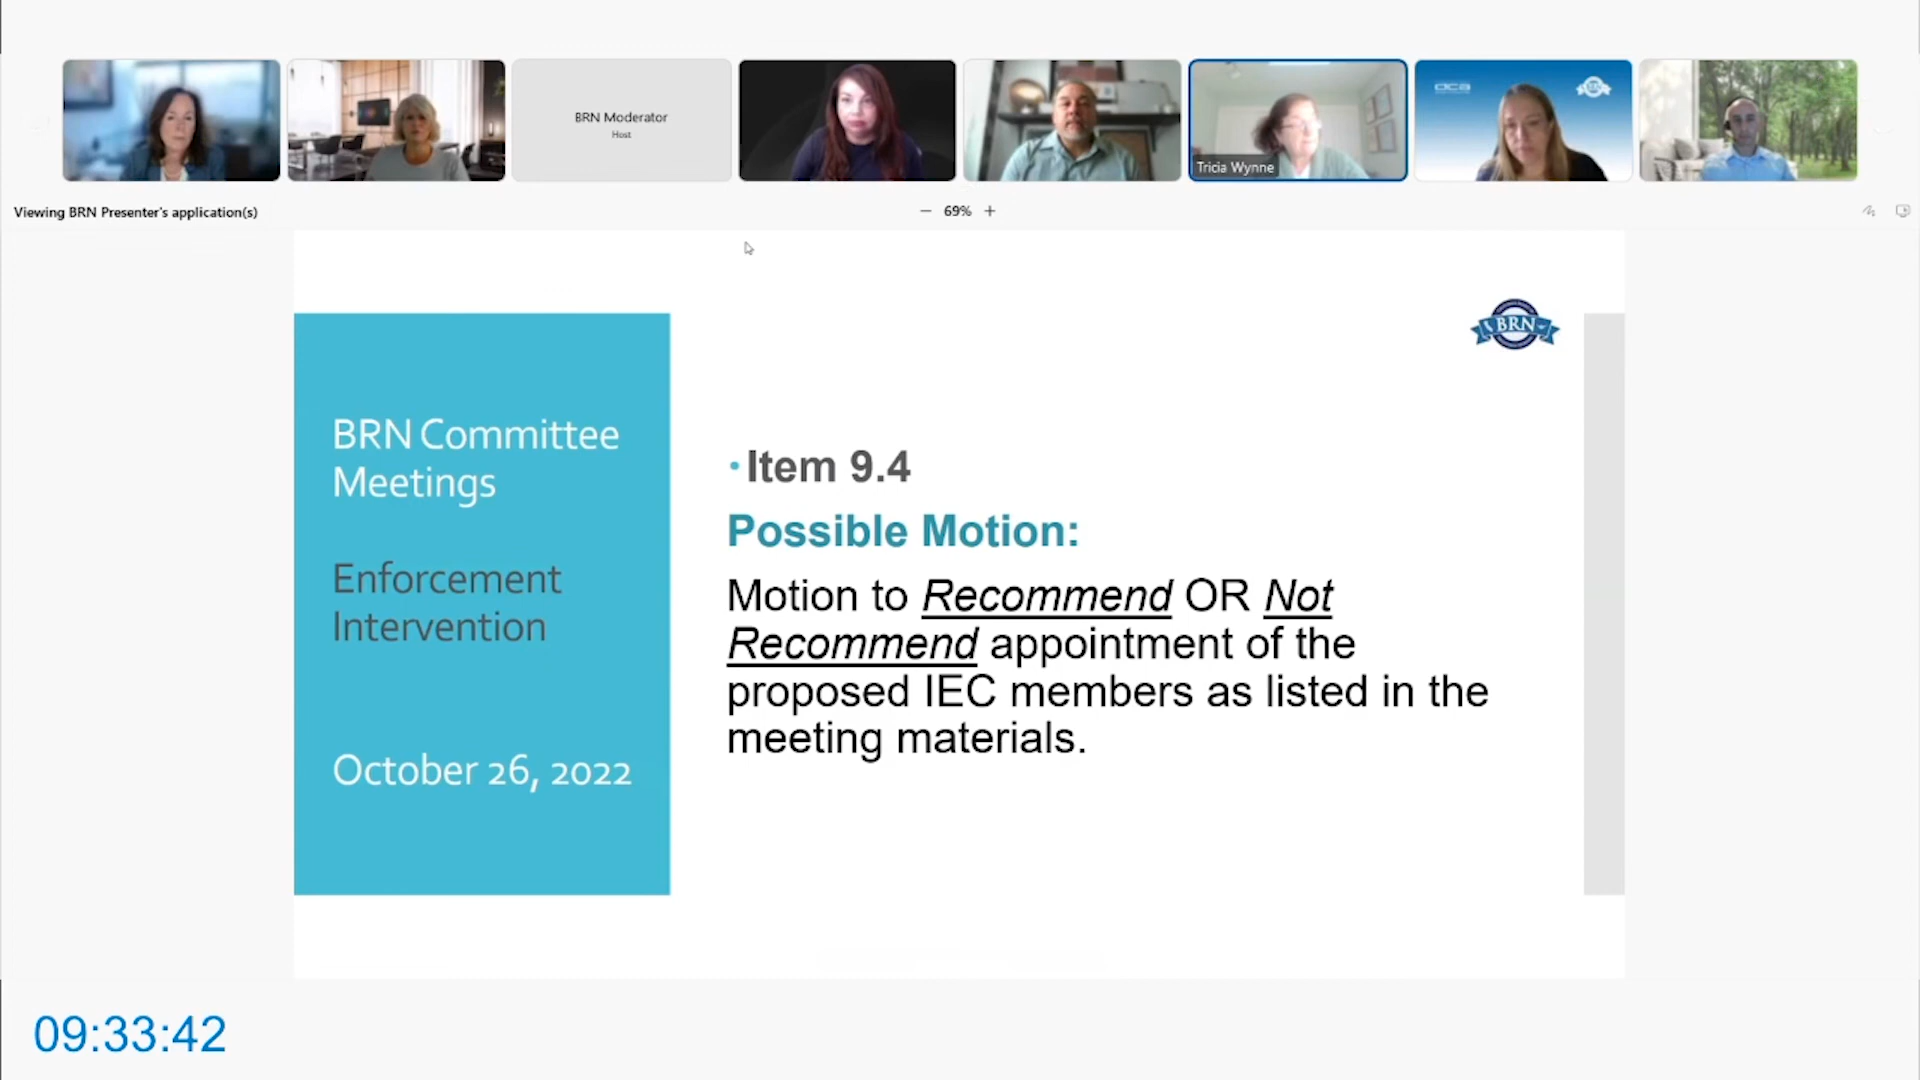 BRN Moderator
Host
Tricia Wynne
dca
BRN
Viewing BRN Presenter's application(s)
69%
BRN
BRN Committee
Meetings
Enforcement
Intervention
October 26, 2022
•Item 9.4
Possible Motion:
Motion to Recommend OR Not
Recommend appointment of the
proposed IEC members as listed in the
meeting materials.
09:33:42